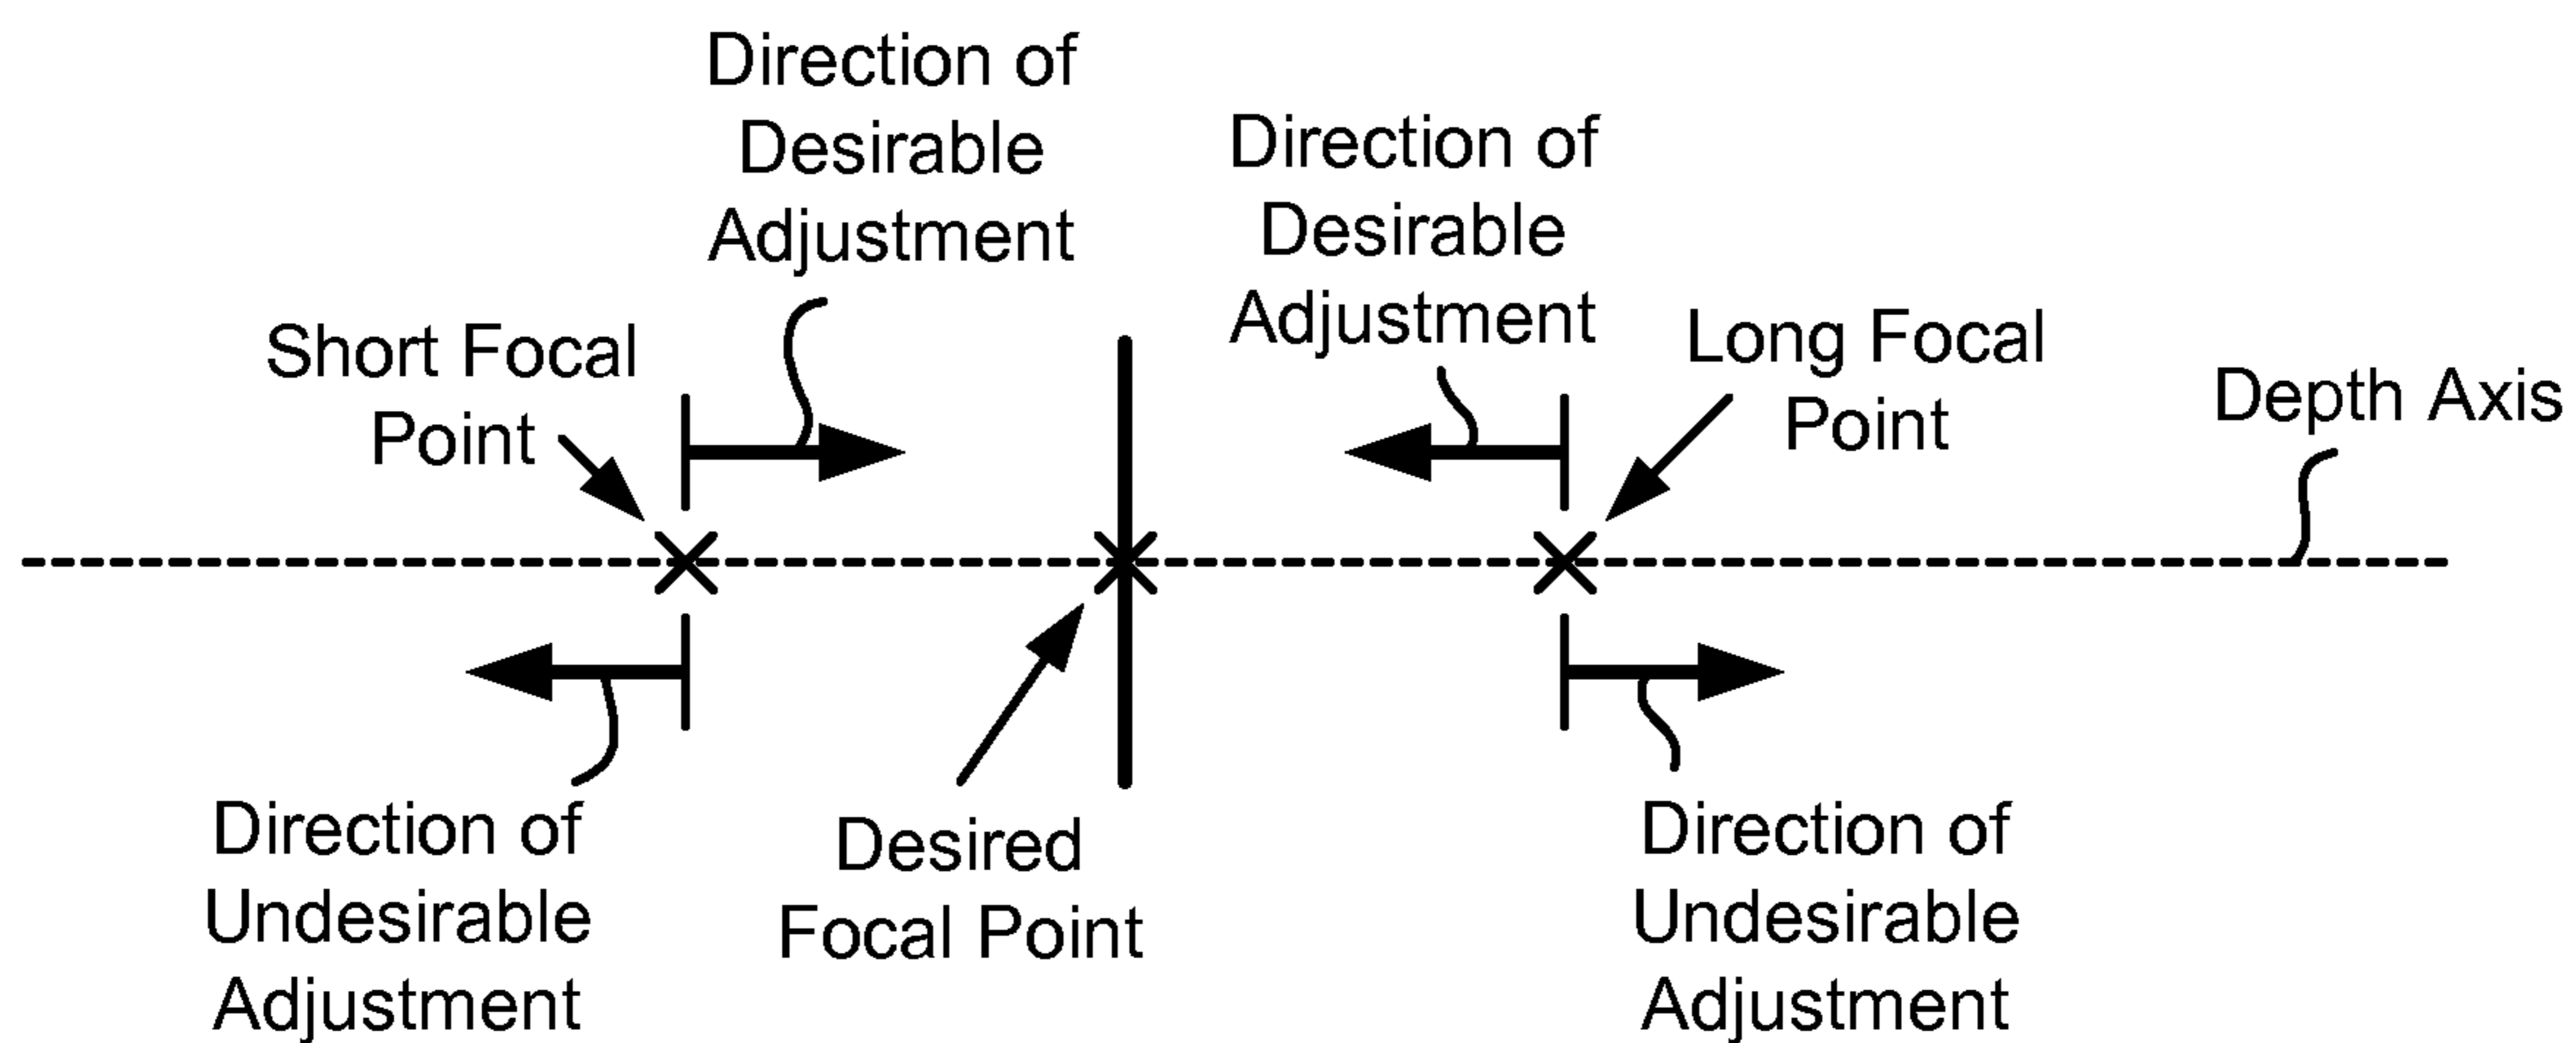 Direction of
Desirable
Adjustment
Direction of
Desirable
Adjustment
Short Focal
Point
Long Focal
Point
Depth Axis
Direction of
Undesirable
Adjustment
Desired
Focal Point
Direction of
Undesirable
Adjustment